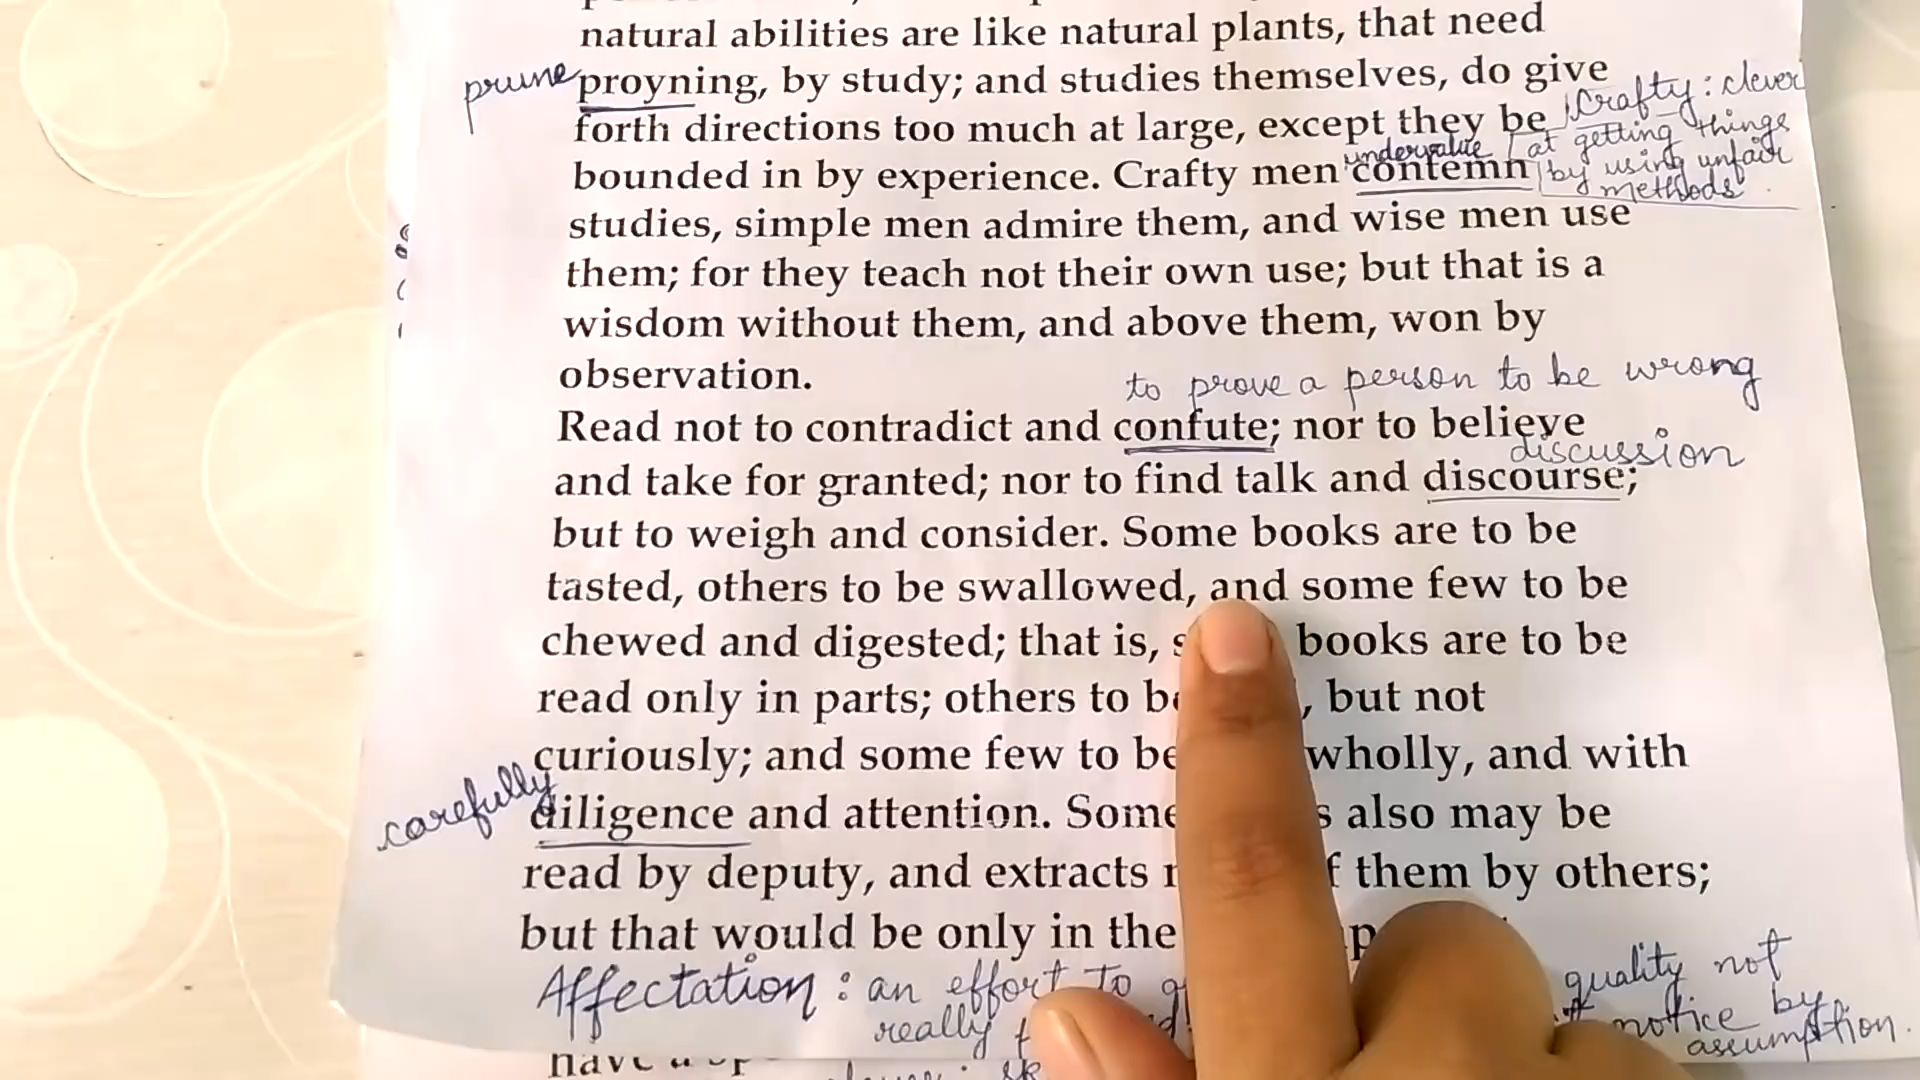 natural abilities are like natural plants, that need
prune proyning, by study; and studies themselves, do give
Crafty: clever
forth directions too much at large, except they be
at getting things
undervalue
bounded in by experience. Crafty men contemn
by using unfair
methods
studies, simple men admire them, and wise men use
them; for they teach not their own use; but that is a
wisdom without them, and above them, won by
observation.
to prove a person to be wrong
Read not to contradict and confute; nor to believe
discussion
and take for granted; nor to find talk and discourse;
but to weigh and consider. Some books are to be
tasted, others to be swallowed, and some few to be
chewed and digested; that is, books are to be
read only in parts; others to , but not
curiously; and some few to be wholly, and with
carefully
diligence and attention. Some also may be
read by deputy, and extracts them by others;
but that would be only in the
Affectation: an effort to
quality not
really
notice by
assumption.